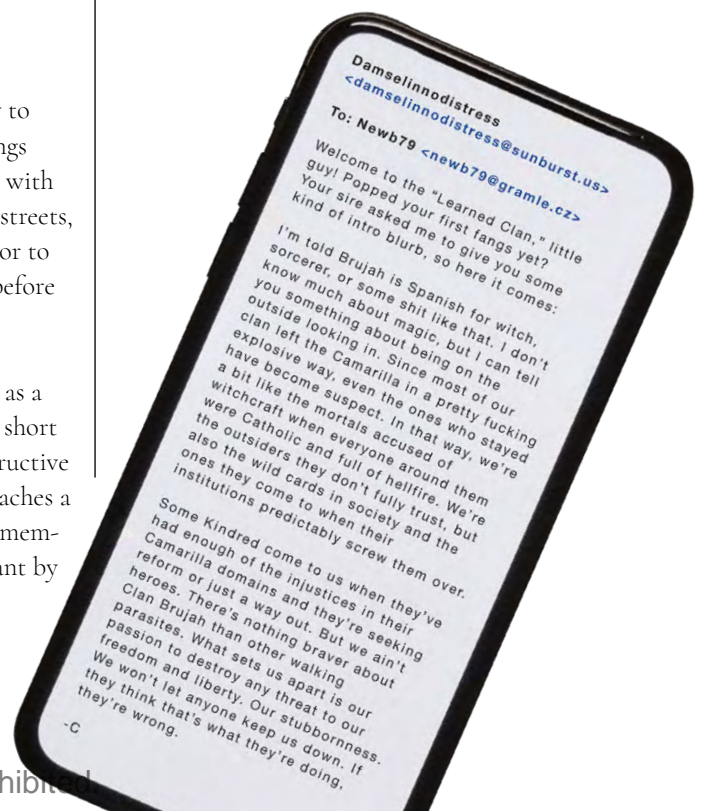 to
ngs
with
streets,
or to
before
as a
short
ructive
aches a
mem-
ant by
hibited.
Damselinnodistress
<damselinnodistress@sunburst.us>
To: Newb79 <newb79@gramle.cz>
Welcome to the “Learned Clan,” little
guy! Popped your first fangs yet?
Your sire asked me to give you some
kind of intro blurb, so here it comes:
I’m told Brujah is Spanish for witch,
sorcerer, or some shit like that. I don’t
know much about magic, but I can tell
you something about being on the
outside looking in. Since most of our
clan left the Camarilla in a pretty fucking
explosive way, even the ones who stayed
have become suspect. In that way, we’re
a bit like the mortals accused of
witchcraft when everyone around them
were Catholic and full of hellfire. We’re
the outsiders they don’t fully trust, but
also the wild cards in society and the
ones they come to when their
institutions predictably screw them over.
Some Kindred come to us when they’ve
had enough of the injustices in their
Camarilla domains and they’re seeking
reform or just a way out. But we ain’t
heroes. There’s nothing braver about
Clan Brujah than other walking
parasites. What sets us apart is our
passion to destroy any threat to our
freedom and liberty. Our stubbornness.
We won’t let anyone keep us down. If
they think that’s what they’re doing,
they’re wrong.
-C